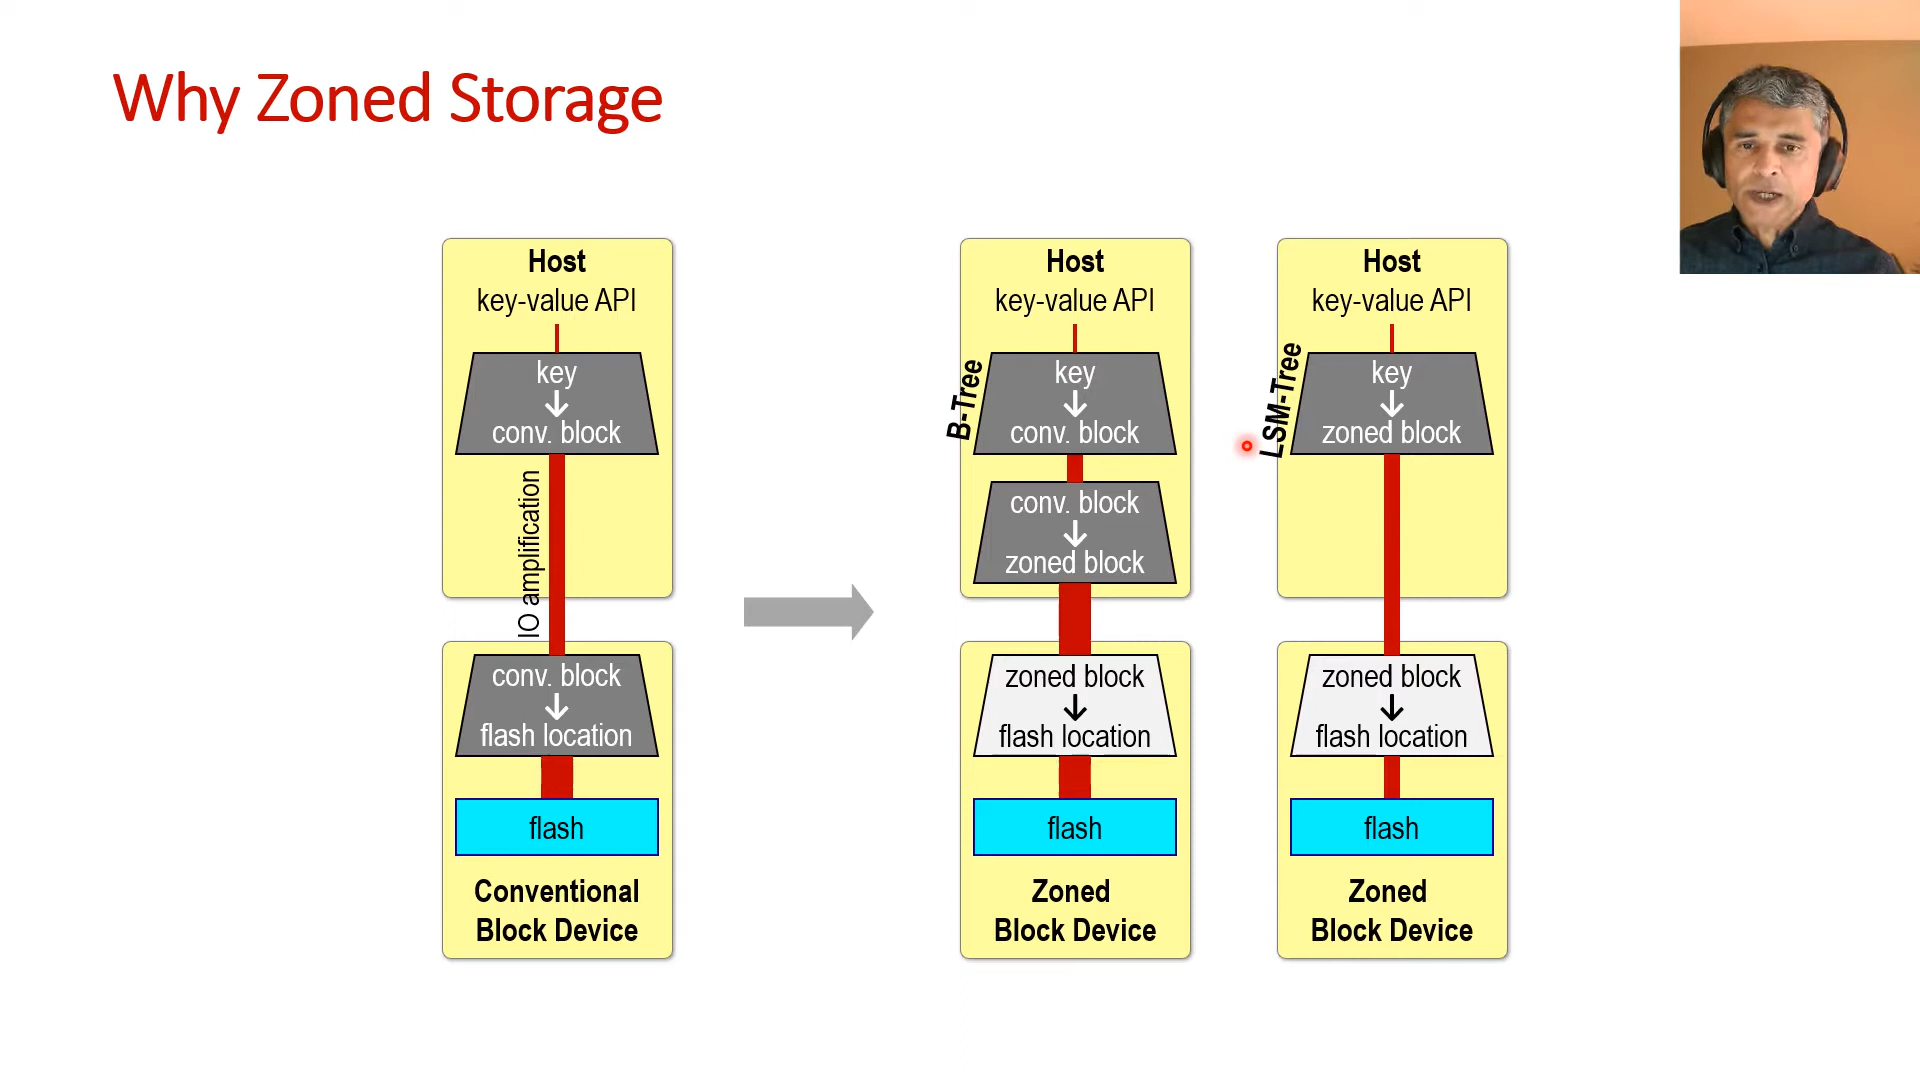 Why Zoned Storage
Host
key-value API
key
↓
conv. block
IO amplification
conv. block
↓
flash location
flash
Conventional
Block Device
Host
key-value API
B-Tree
key
↓
conv. block
conv. block
↓
zoned block
zoned block
↓
flash location
flash
Zoned
Block Device
Host
key-value API
LSM-Tree
key
↓
zoned block
zoned block
↓
flash location
flash
Zoned
Block Device